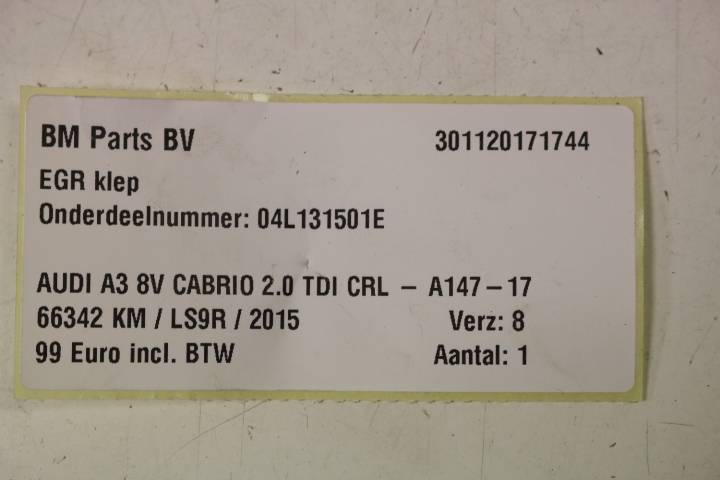 BM Parts BV 301120171744
EGR klep
Onderdeelnummer: 04L131501E
AUDI A3 8V CABRIO 2.0 TDI CRL – A147 – 17
66342 KM / LS9R / 2015 Verz: 8
99 Euro incl. BTW Aantal: 1